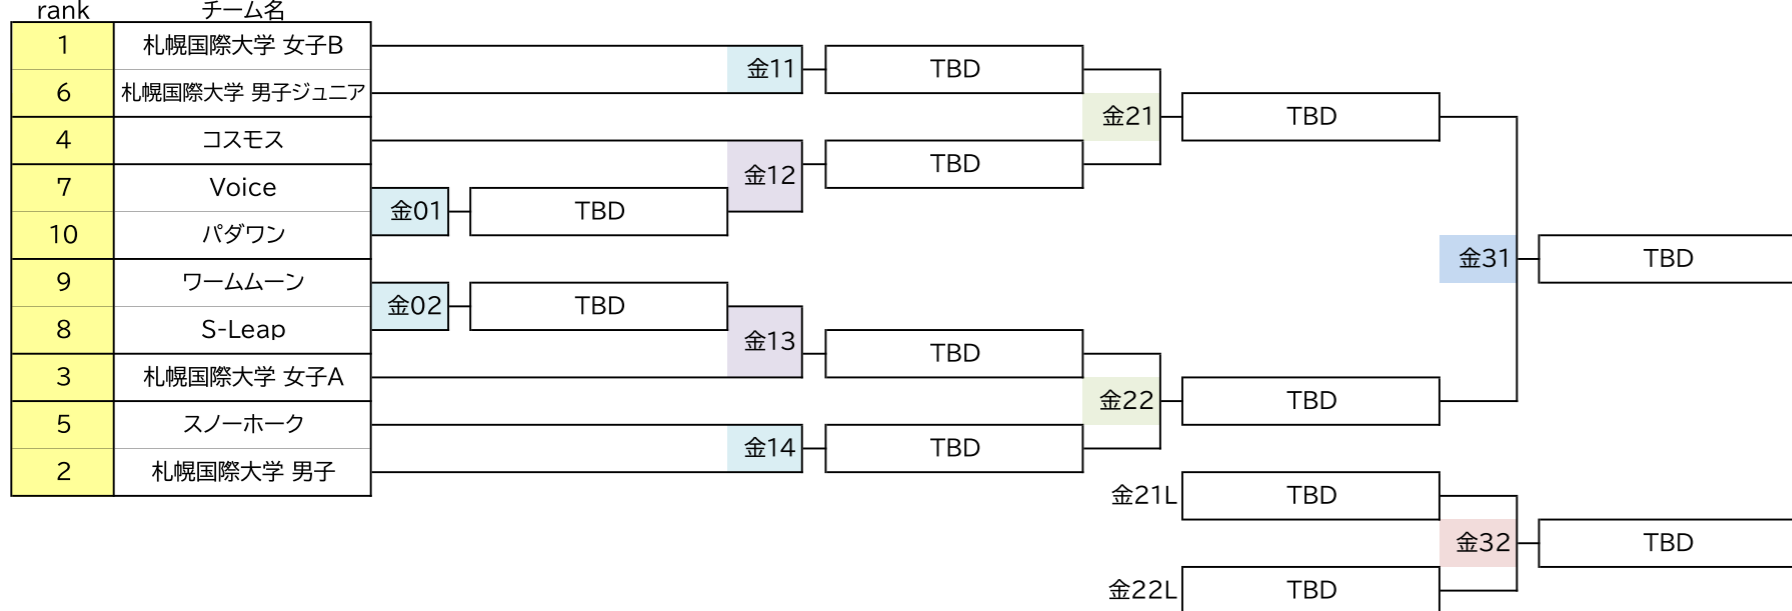 rank チーム名
1 札幌国際大学 女子B
金11 TBD
6 札幌国際大学 男子ジュニア
金21 TBD
4 コスモス
金12 TBD
7 Voice
金01 TBD
10 パダワン
金31 TBD
9 ワームムーン
金02 TBD
8 S-Leap
金13 TBD
3 札幌国際大学 女子A
金22 TBD
5 スノーホーク
金14 TBD
2 札幌国際大学 男子
金21L TBD
金32 TBD
金22L TBD